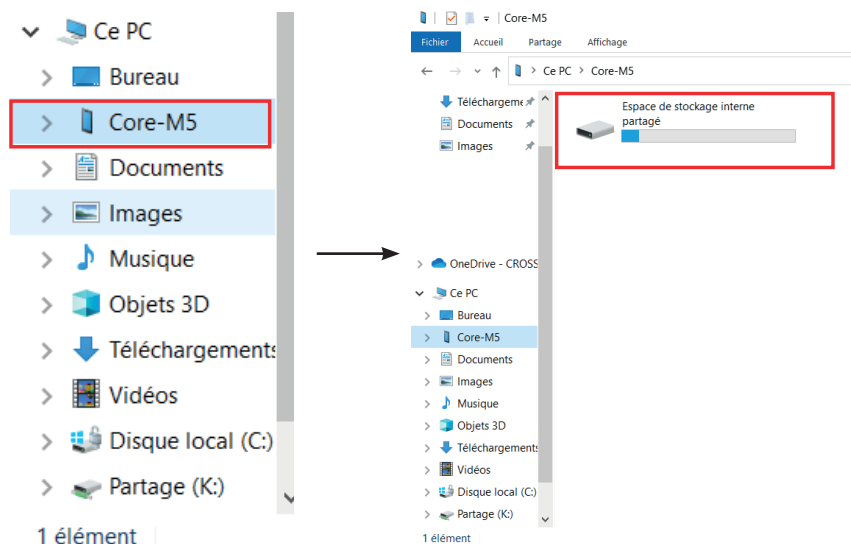 Ce PC
Bureau
Core-M5
Documents
Images
Musique
Objets 3D
Téléchargements
Vidéos
Disque local (C:)
Partage (K:)
1 élément
Core-M5
Fichier Accueil Partage Affichage
Ce PC > Core-M5
Téléchargeme
Documents
Images
OneDrive - CROSS
Ce PC
Bureau
Core-M5
Documents
Images
Musique
Objets 3D
Téléchargements
Vidéos
Disque local (C:)
Partage (K:)
1 élément
Espace de stockage interne
partagé